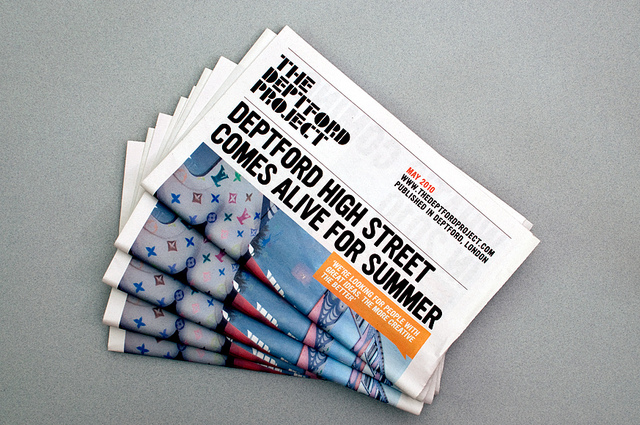 THE
DEPTFORD
PROJECT
MAY 2010
WWW.THEDEPTFORDPROJECT.COM
PUBLISHED IN DEPTFORD, LONDON
DEPTFORD HIGH STREET
COMES ALIVE FOR SUMMER
"WE'RE LOOKING FOR PEOPLE WITH
GREAT IDEAS. THE MORE CREATIVE
THE BETTER"